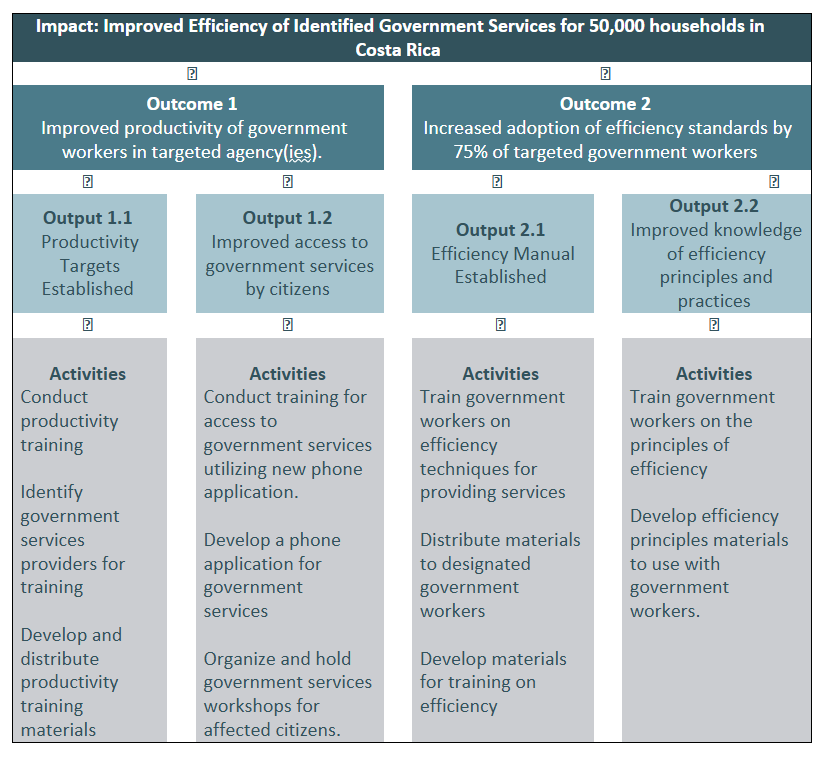 Impact: Improved Efficiency of Identified Government Services for 50,000 households in
Costa Rica
Outcome 1
Improved productivity of government
workers in targeted agency(ies).
Outcome 2
Increased adoption of efficiency standards by
75% of targeted government workers
Output 1.1
Productivity
Targets
Established
Output 1.2
Improved access to
government services
by citizens
Output 2.1
Efficiency Manual
Established
Output 2.2
Improved knowledge
of efficiency
principles and
practices
Activities
Conduct
productivity
training
Identify
government
services
providers for
training
Develop and
distribute
productivity
training
materials
Activities
Conduct training for
access to
government services
utilizing new phone
application.
Develop a phone
application for
government
services
Organize and hold
government services
workshops for
affected citizens.
Activities
Train government
workers on
efficiency
techniques for
providing services
Distribute materials
to designated
government
workers
Develop materials
for training on
efficiency
Activities
Train government
workers on the
principles of
efficiency
Develop efficiency
principles materials
to use with
government
workers.